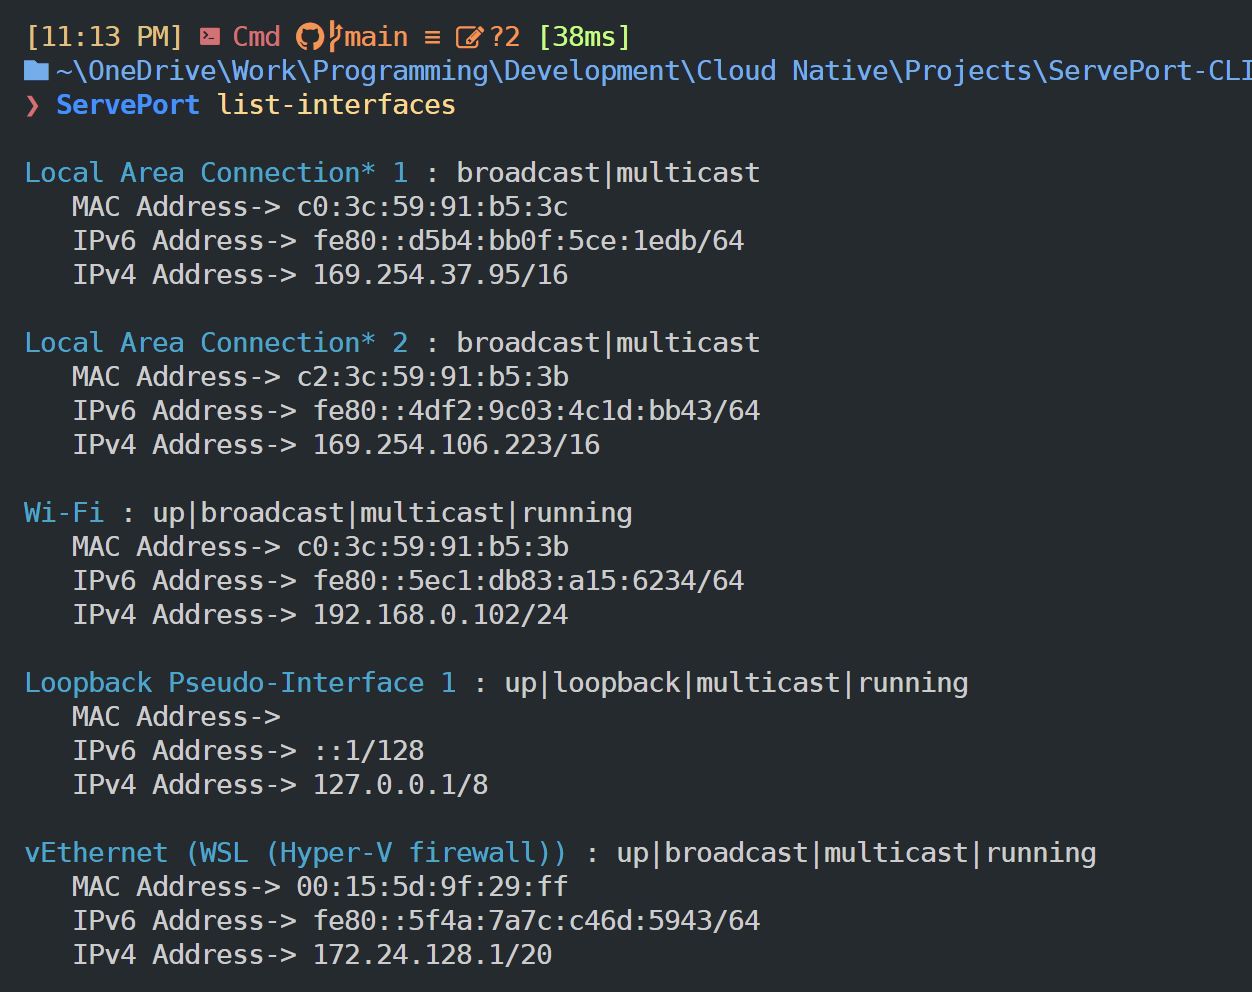 [11:13 PM] Cmd main ≡ ?2 [38ms]
~\OneDrive\Work\Programming\Development\Cloud Native\Projects\ServePort-CLI
❯ ServePort list-interfaces
Local Area Connection* 1 : broadcast|multicast
MAC Address-> c0:3c:59:91:b5:3c
IPv6 Address-> fe80::d5b4:bb0f:5ce:1edb/64
IPv4 Address-> 169.254.37.95/16
Local Area Connection* 2 : broadcast|multicast
MAC Address-> c2:3c:59:91:b5:3b
IPv6 Address-> fe80::4df2:9c03:4c1d:bb43/64
IPv4 Address-> 169.254.106.223/16
Wi-Fi : up|broadcast|multicast|running
MAC Address-> c0:3c:59:91:b5:3b
IPv6 Address-> fe80::5ec1:db83:a15:6234/64
IPv4 Address-> 192.168.0.102/24
Loopback Pseudo-Interface 1 : up|loopback|multicast|running
MAC Address->
IPv6 Address-> ::1/128
IPv4 Address-> 127.0.0.1/8
vEthernet (WSL (Hyper-V firewall)) : up|broadcast|multicast|running
MAC Address-> 00:15:5d:9f:29:ff
IPv6 Address-> fe80::5f4a:7a7c:c46d:5943/64
IPv4 Address-> 172.24.128.1/20